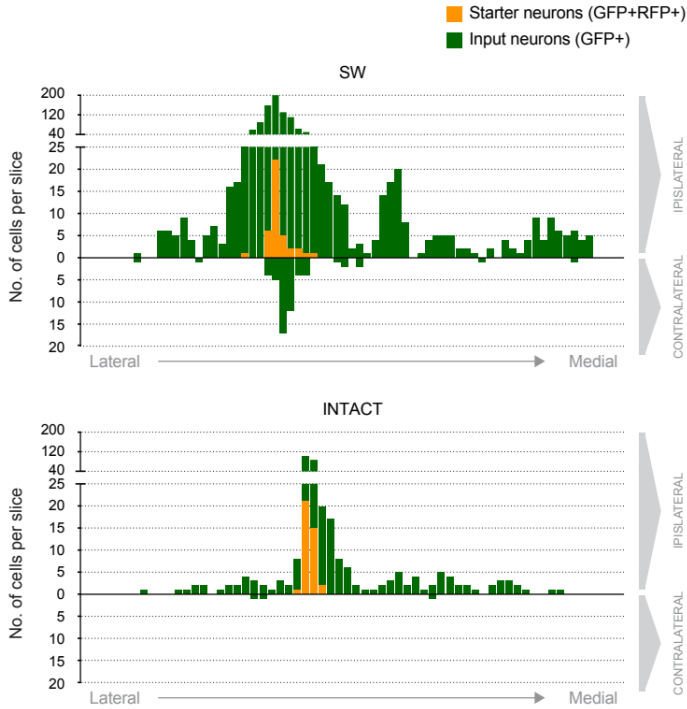 Starter neurons (GFP+RFP+)
Input neurons (GFP+)
SW
No. of cells per slice
200
120
40
25
20
15
10
5
0
5
10
15
20
IPISLATERAL
CONTRALATERAL
Lateral
Medial
INTACT
No. of cells per slice
200
120
40
25
20
15
10
5
0
5
10
15
20
IPISLATERAL
CONTRALATERAL
Lateral
Medial